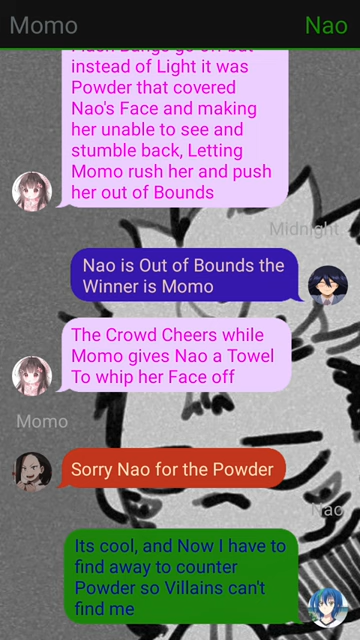 Momo
Nao
Flash Bangs go off but
instead of Light it was
Powder that covered
Nao's Face and making
her unable to see and
stumble back, Letting
Momo rush her and push
her out of Bounds
Midnight
Nao is Out of Bounds the
Winner is Momo
The Crowd Cheers while
Momo gives Nao a Towel
To whip her Face off
Momo
Sorry Nao for the Powder
Nao
Its cool, and Now I have to
find away to counter
Powder so Villains can't
find me